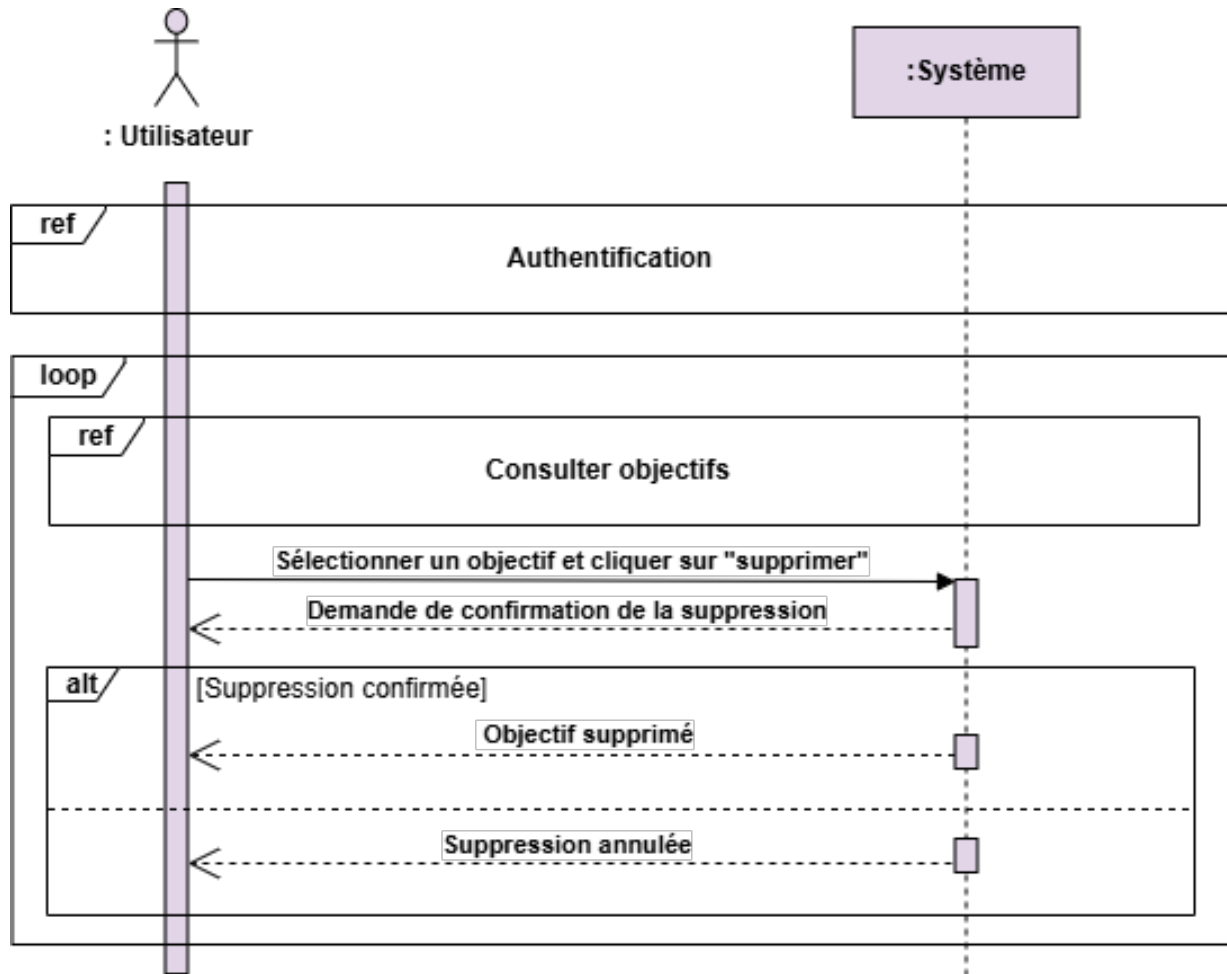 :Système
: Utilisateur
ref
Authentification
loop
ref
Consulter objectifs
Sélectionner un objectif et cliquer sur "supprimer"
Demande de confirmation de la suppression
alt
[Suppression confirmée]
Objectif supprimé
Suppression annulée